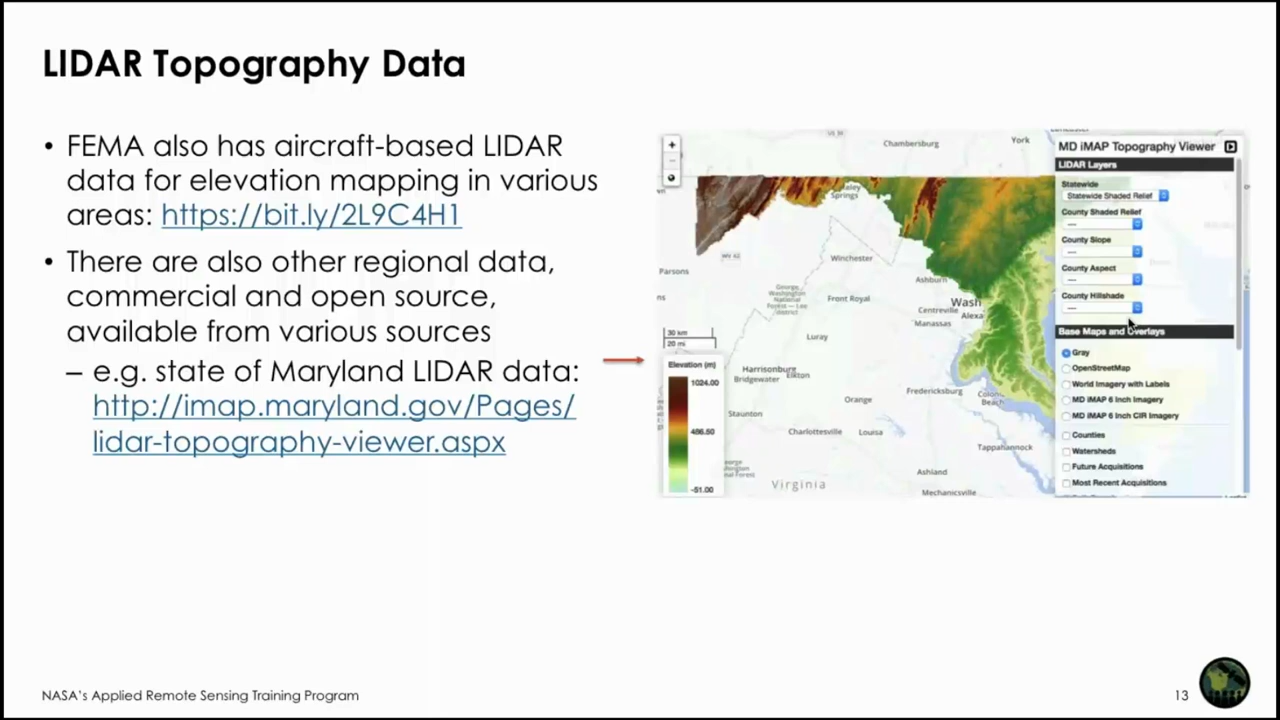 LIDAR Topography Data
• FEMA also has aircraft-based LIDAR
data for elevation mapping in various
areas: https://bit.ly/2L9C4H1
• There are also other regional data,
commercial and open source,
available from various sources
– e.g. state of Maryland LIDAR data:
http://imap.maryland.gov/Pages/
lidar-topography-viewer.aspx
Chambersburg
York
Springs
WV 62
Parsons
Winchester
George
Washington
National
Forest
Front Royal
Ashburn
Wash
Centreville
Alexa
Manassas
Luray
30 km
20 mi
Harrisonburg
Bridgewater
Elkton
Fredericksburg
Colonial
Beach
Orange
Staunton
Charlottesville
Louisa
Tappahannock
Ashland
Virginia
Mechanicsville
Elevation (m)
1024.00
486.50
-51.00
MD iMAP Topography Viewer
LIDAR Layers
Statewide
Statewide Shaded Relief
County Shaded Relief
---
County Slope
---
County Aspect
---
County Hillshade
---
Base Maps and Overlays
Gray
OpenStreetMap
World Imagery with Labels
MD iMAP 6 Inch Imagery
MD iMAP 6 Inch CIR Imagery
Counties
Watersheds
Future Acquisitions
Most Recent Acquisitions
NASA's Applied Remote Sensing Training Program
13